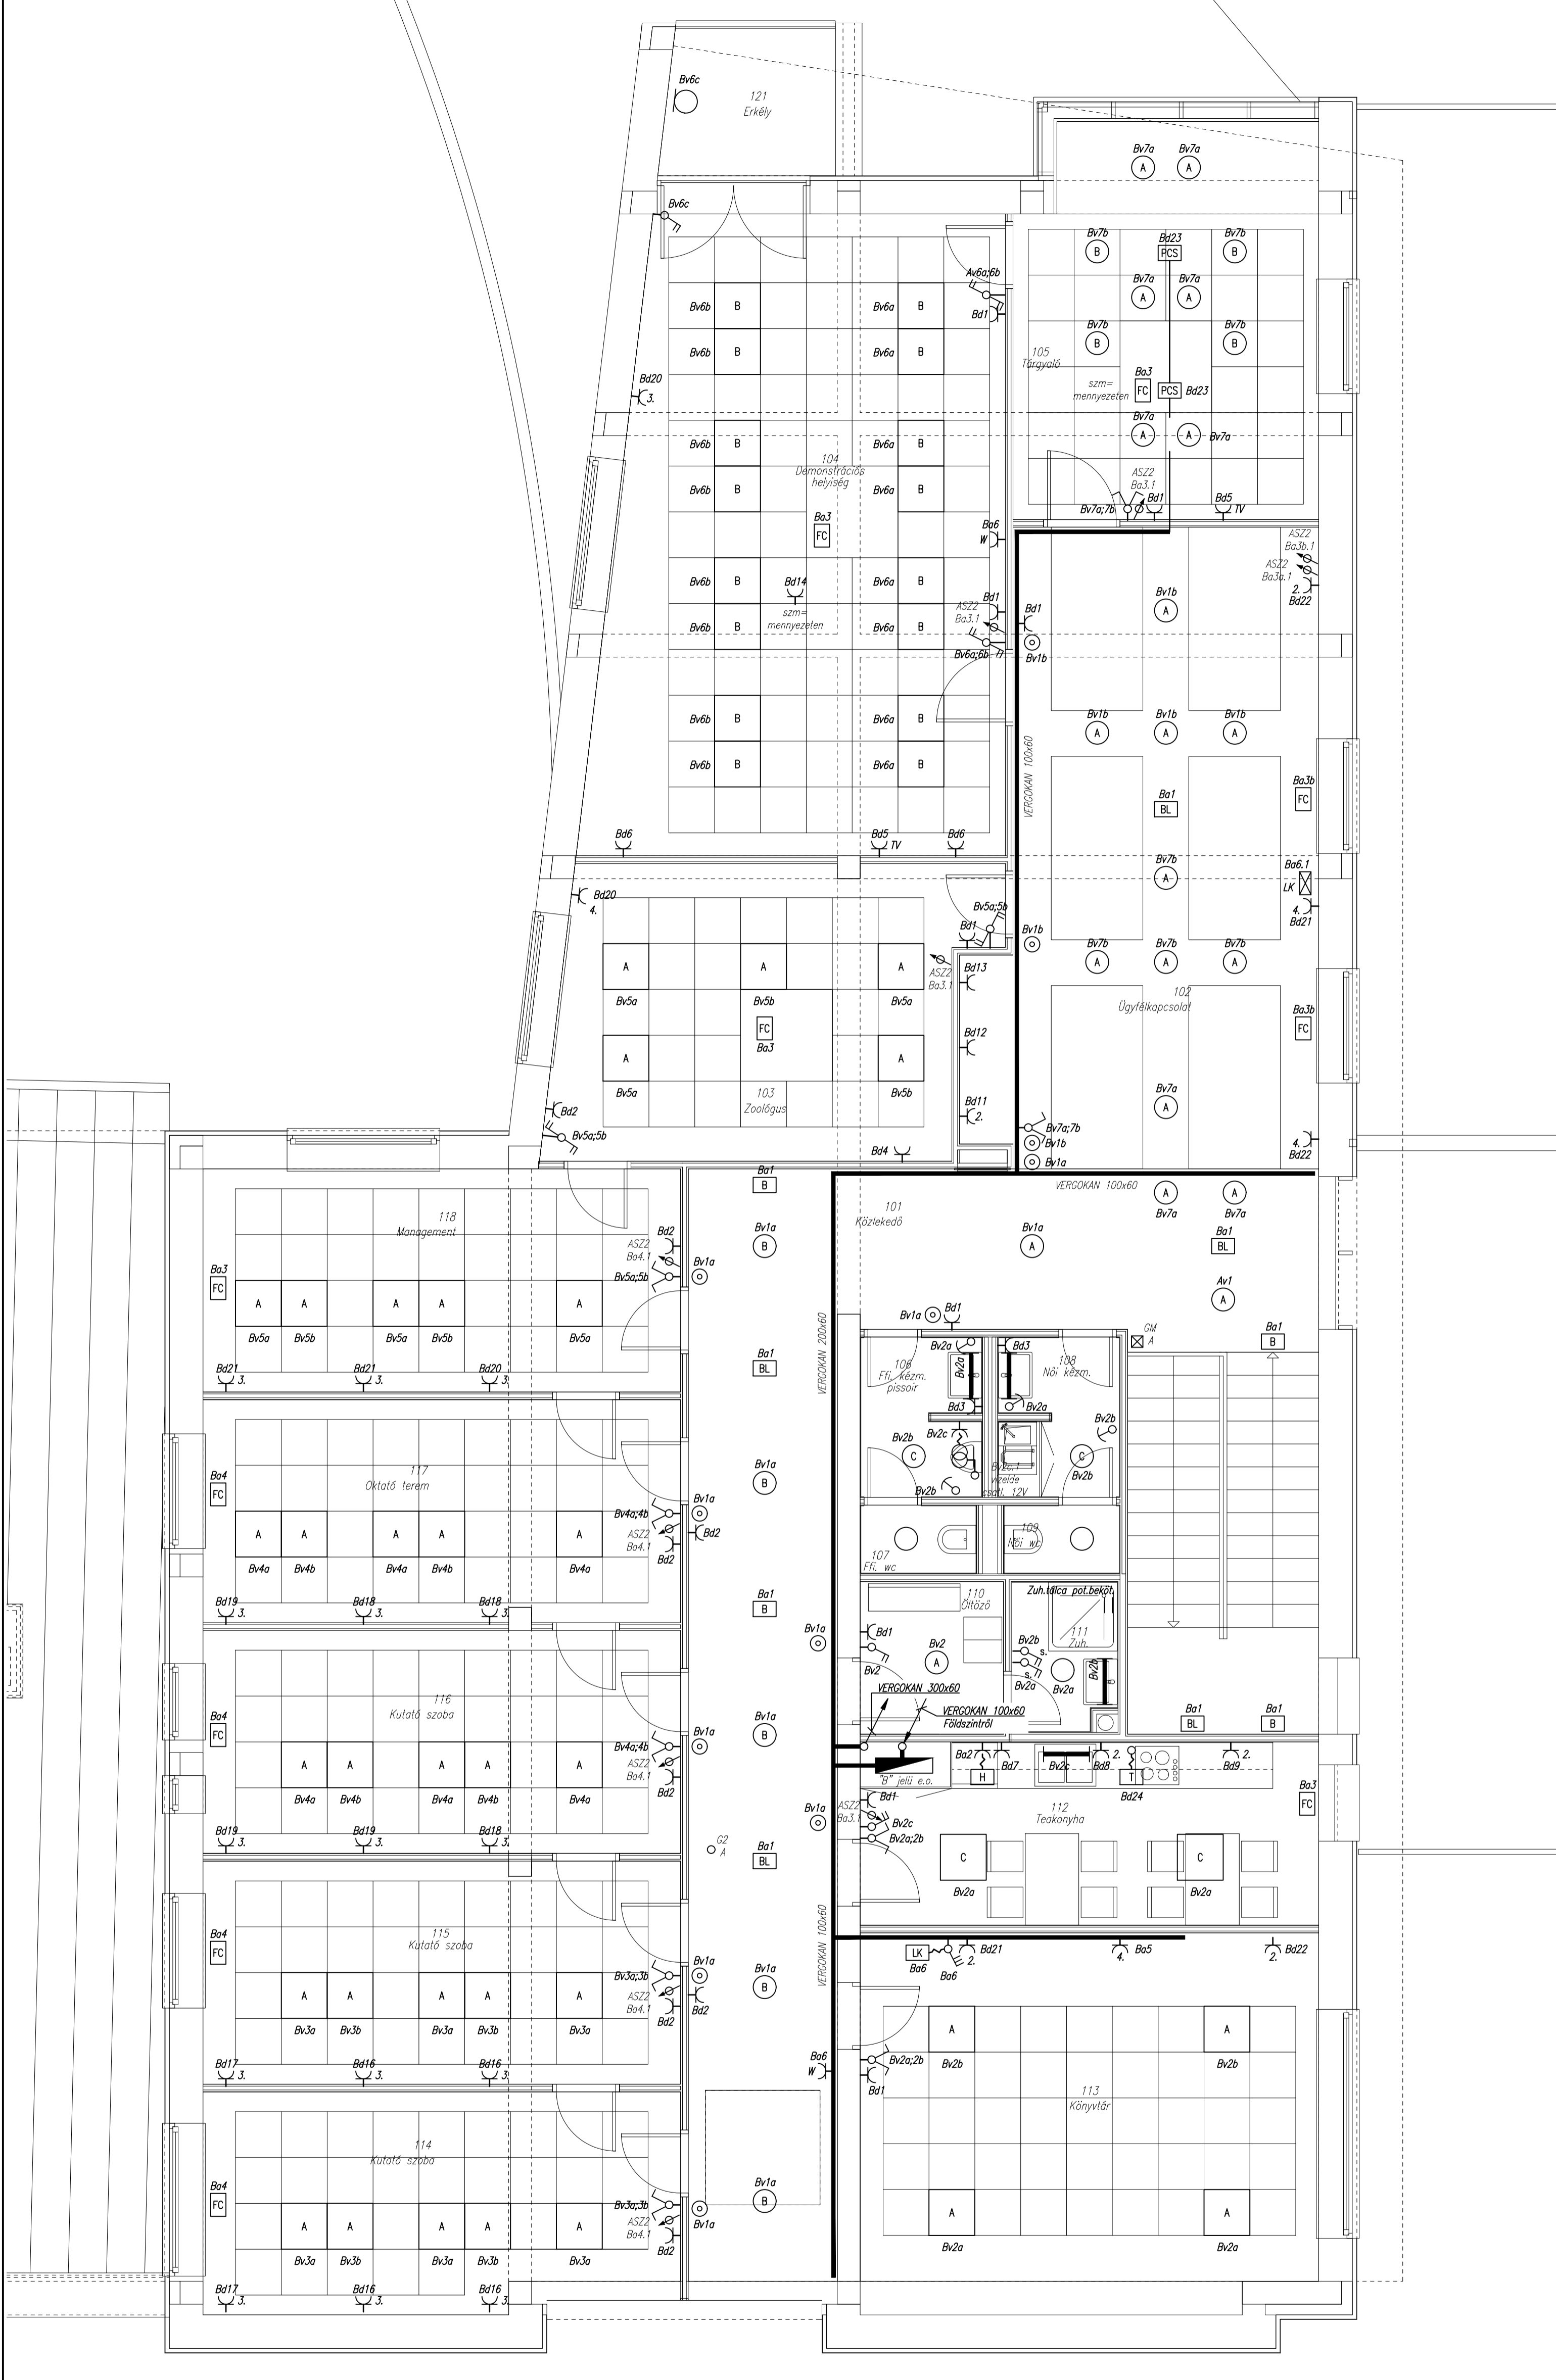 Bv6c
121
Erkély
Bv7a
Bv7a
A
A
Bv6c
Bv7b
Bd23
Bv7b
B
PCS
B
Av6a;6b
Bv7a
Bv7a
A
A
Bv6b
B
Bv6a
B
Bd1
Bv7b
Bv7b
B
B
Bv6b
B
Bv6a
B
105
Tárgyaló
Bd20
3.
szm=
mennyezeten
Ba3
FC
PCS
Bd23
Bv7a
A
A
Bv7a
Bv6b
B
Bv6a
B
104
Demonstrációs
helyiség
Bv6b
B
Bv6a
B
ASZ2
Ba3.1
Bv7a;7b
Bd1
Bd5
TV
Ba3
FC
Ba6
W
ASZ2
Ba3b.1
ASZ2
Ba3a.1
2.
Bd22
Bv6b
B
Bd14
Bv6a
B
szm=
mennyezeten
Bd1
ASZ2
Ba3.1
Bd1
Bv1b
A
Bv6b
B
Bv6a
B
Bv6a;6b
Bv1b
Bv6b
B
Bv6a
B
Bv1b
Bv1b
Bv1b
A
A
A
Bv6b
B
Bv6a
B
VERGOKAN 100x60
Ba1
BL
Ba3b
FC
Bd6
Bd5
TV
Bd6
Bv7b
A
Ba6.1
LK
Bd20
4.
4.
Bd21
Bv5a;5b
Bd1
Bv1b
Bv7b
Bv7b
Bv7b
A
A
A
A
A
A
ASZ2
Ba3.1
Bd13
Bv5a
Bv5b
Bv5a
102
Ügyfélkapcsolat
Ba3b
FC
FC
Ba3
Bd12
A
A
Bv5a
103
Zoológus
Bv5b
Bd2
Bv5a;5b
Bd11
2.
Bv7a
A
Bv7a;7b
Bv1b
Bv1a
4.
Bd22
Bd4
Ba1
B
VERGOKAN 100x60
A
A
Bv7a
Bv7a
101
Közlekedő
118
Management
Bd2
ASZ2
Ba4.1
Bv5a;5b
Bv1a
Bv1a
B
Bv1a
A
Ba1
BL
Ba3
FC
A
A
A
A
A
Bv5a
Bv5b
Bv5a
Bv5b
Bv5a
Av1
A
VERGOKAN 200x60
Bv1a
Bd1
GM
A
Ba1
B
Bd21
3.
Bd21
3.
Bd20
3.
Ba1
BL
Bv2a
Bv2a
Bd3
106
Ffi. kézm.
pissoir
108
Női kézm.
Bd3
Bv2a
Bv2c
Bv2b
C
Bv2b
C
Bv2b
Bv2b
Bv2c.1
vizelde
csatl. 12V
Ba4
FC
117
Oktató terem
Bv1a
B
Bv1a
Bv4a;4b
ASZ2
Ba4.1
Bd2
Bd2
A
A
A
A
A
Bv4a
Bv4b
Bv4a
Bv4b
Bv4a
109
Női wc
107
Ffi. wc
Bd19
3.
Bd18
3.
Bd18
3.
Ba1
B
110
Öltöző
Zuh.tálca pot.beköt.
Bv1a
Bd1
Bv2
Bv2
A
Bv2b
s.
s.
Bv2a
Bv2a
111
Zuh.
Bv2b
VERGOKAN 300x60
VERGOKAN 100x60
Földszintről
Ba1
BL
Ba1
B
Ba4
FC
116
Kutató szoba
Bv4a;4b
ASZ2
Ba4.1
Bd2
Bv1a
Bv1a
B
A
A
A
A
A
Bv4a
Bv4b
Bv4a
Bv4b
Bv4a
"B" jelű e.o.
Ba2
H
Bd7
Bv2c
2.
Bd8
T
Bd24
2.
Bd9
Ba3
FC
Bv1a
ASZ2
Ba3.1
Bd1
Bv2c
Bv2a;2b
112
Teakonyha
C
Bv2a
C
Bv2a
Bd19
3.
Bd19
3.
Bd18
3.
G2
A
Ba1
BL
VERGOKAN 100x60
Ba4
FC
115
Kutató szoba
Bv3a;3b
ASZ2
Ba4.1
Bd2
Bv1a
Bd2
Bv1a
B
LK
Ba6
Ba6
2.
Bd21
4.
Ba5
2.
Bd22
A
A
A
A
A
Bv3a
Bv3b
Bv3a
Bv3b
Bv3a
Bd17
3.
Bd16
3.
Bd16
3.
Ba6
W
Bv2a;2b
Bd1
A
Bv2b
A
Bv2b
113
Könyvtár
114
Kutató szoba
Ba4
FC
Bv3a;3b
ASZ2
Ba4.1
Bd2
Bv1a
Bv1a
B
A
A
A
A
A
Bv3a
Bv3b
Bv3a
Bv3b
Bv3a
A
Bv2a
A
Bv2a
Bd17
3.
Bd16
3.
Bd16
3.